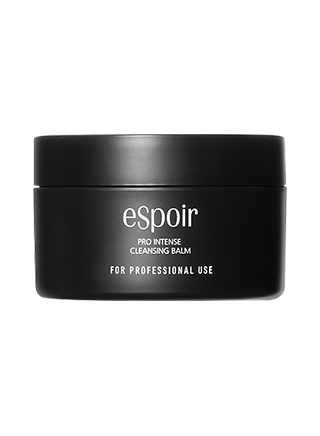 eSpoir
PRO INTENSE
CLEANSING BALM
FOR PROFESSIONAL USE